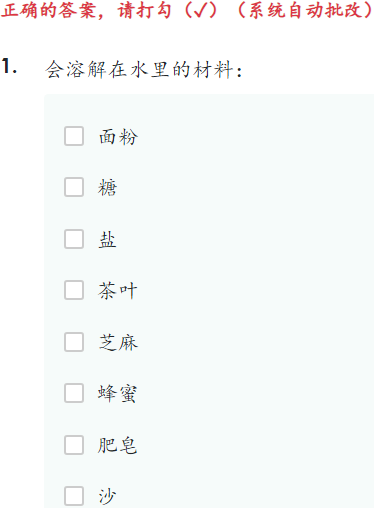 正确的答案，请打勾（✓）（系统自动批改）
1. 会溶解在水里的材料：
面粉
糖
盐
茶叶
芝麻
蜂蜜
肥皂
沙